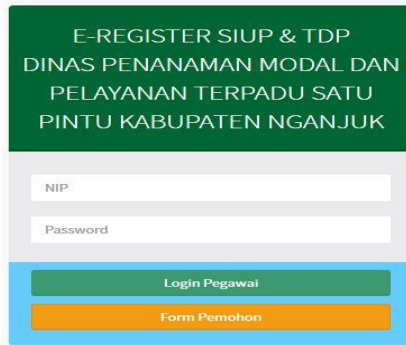 E-REGISTER SIUP & TDP
DINAS PENANAMAN MODAL DAN
PELAYANAN TERPADU SATU
PINTU KABUPATEN NGANJUK
NIP
Password
Login Pegawai
Form Pemohon